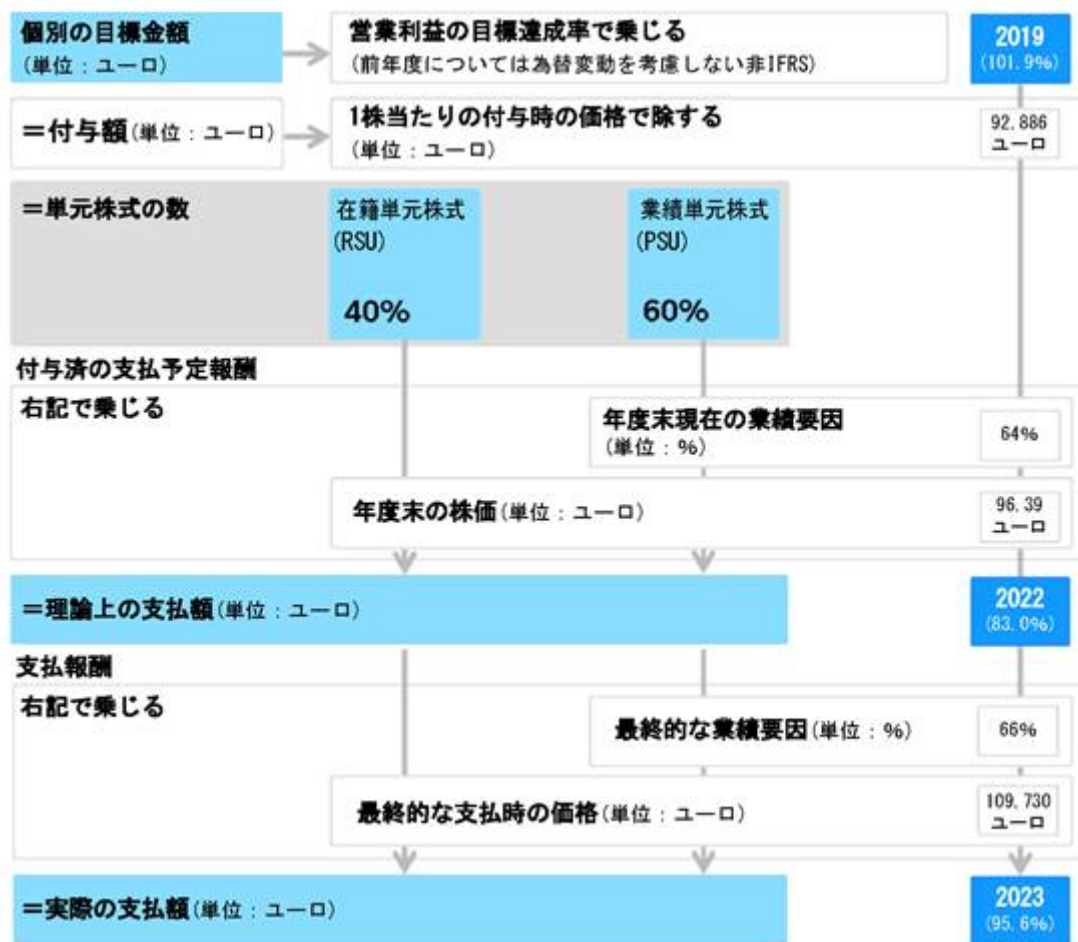 個別の目標金額
(単位：ユーロ)
営業利益の目標達成率で乗じる
(前年度については為替変動を考慮しない非IFRS)
2019
(101.9%)
＝付与額(単位：ユーロ)
1株当たりの付与時の価格で除する
(単位：ユーロ)
92.886
ユーロ
＝単元株式の数
在籍単元株式
(RSU)
40%
業績単元株式
(PSU)
60%
付与済の支払予定報酬
右記で乗じる
年度末現在の業績要因
(単位：%)
64%
年度末の株価(単位：ユーロ)
96.39
ユーロ
＝理論上の支払額(単位：ユーロ)
2022
(83.0%)
支払報酬
右記で乗じる
最終的な業績要因(単位：%)
66%
最終的な支払時の価格(単位：ユーロ)
109.730
ユーロ
＝実際の支払額(単位：ユーロ)
2023
(95.6%)